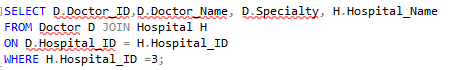 SELECT D.Doctor_ID,D.Doctor_Name, D.Specialty, H.Hospital_Name
FROM Doctor D JOIN Hospital H
ON D.Hospital_ID = H.Hospital_ID
WHERE H.Hospital_ID =3;